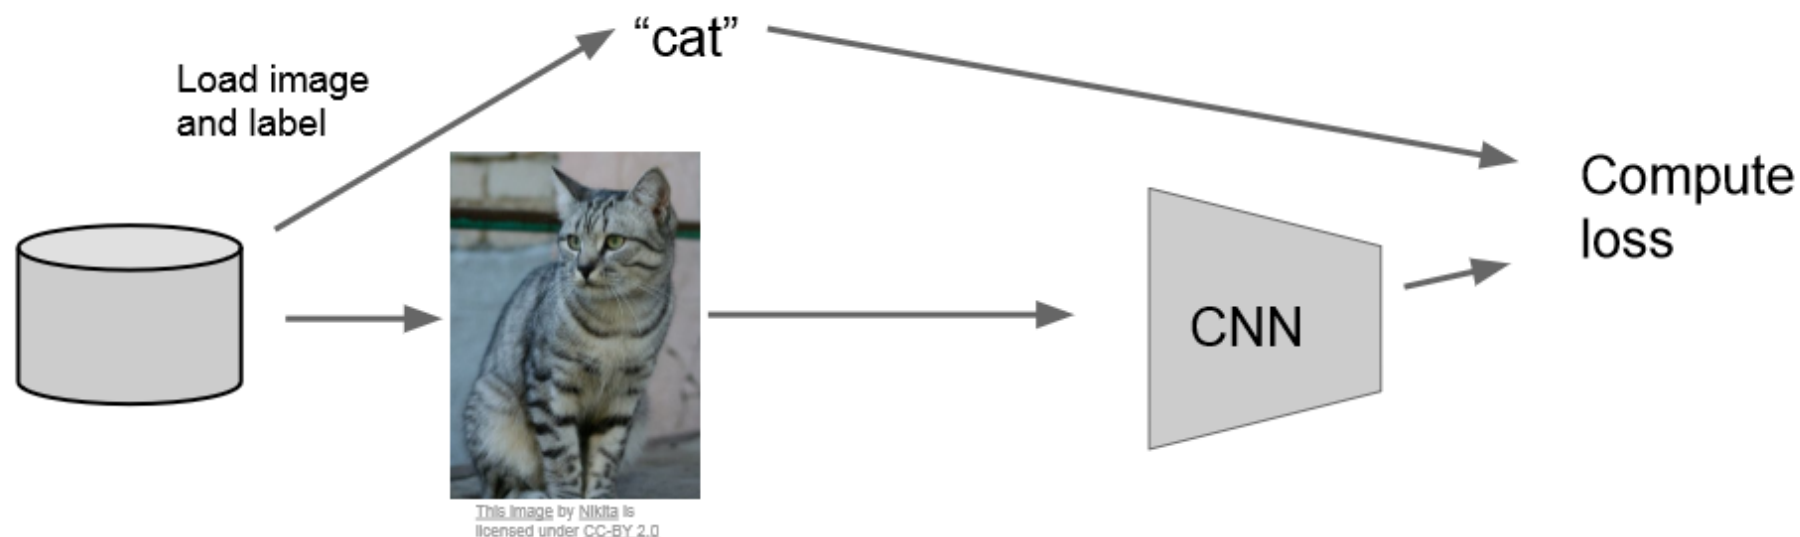 “cat”
Load image
and label
Compute
loss
CNN
This image by Nikita is
licensed under CC-BY 2.0